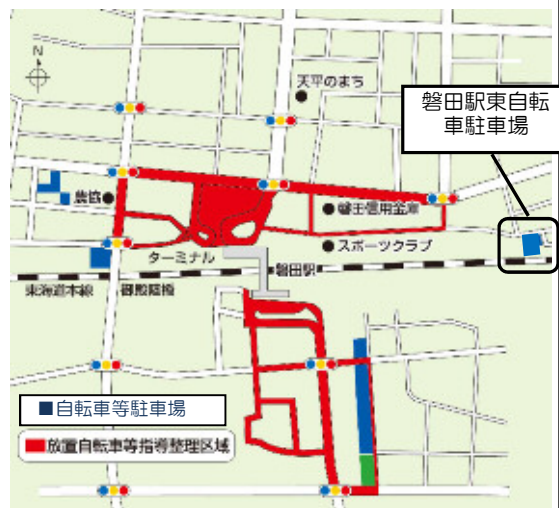 N
天平のまち
磐田駅東自転
車駐車場
農協
磐田信用金庫
スポーツクラブ
ターミナル
磐田駅
東海道本線
御殿陸橋
■自転車等駐車場
放置自転車等指導整理区域